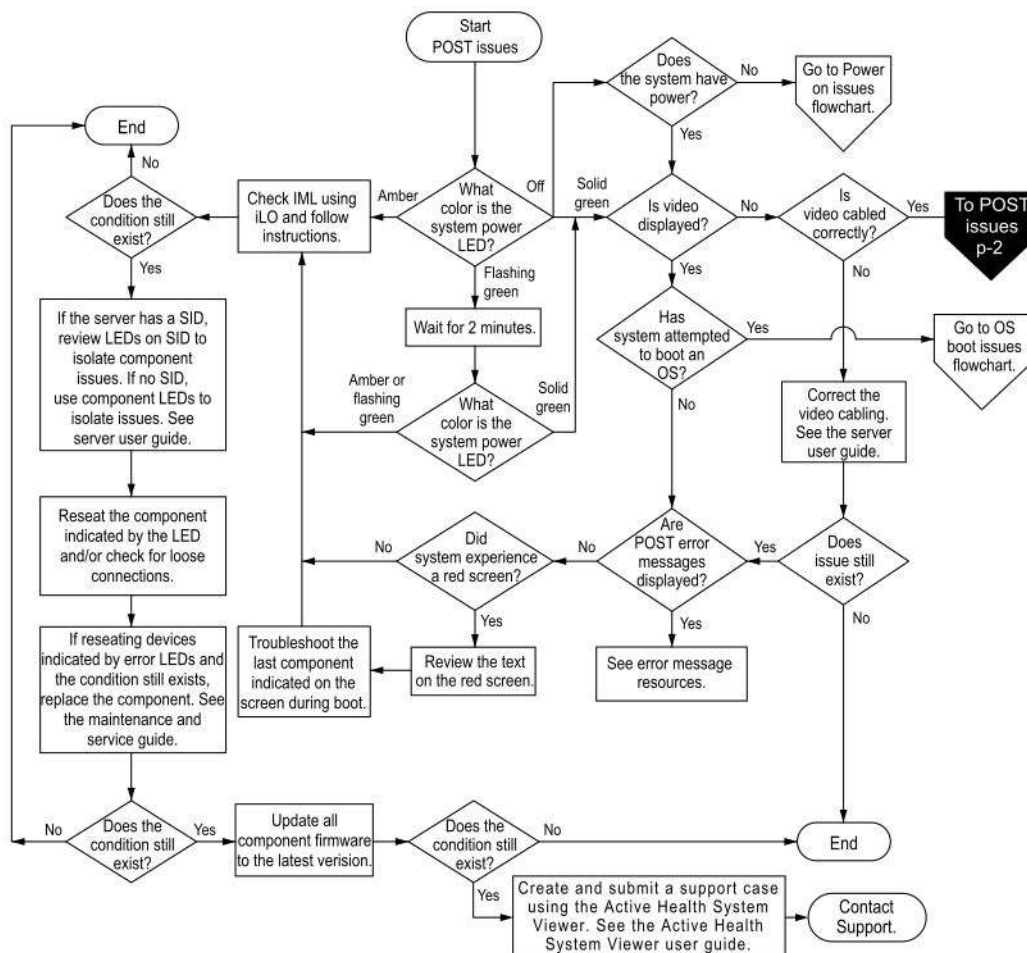 Start
POST issues
Does
the system have
power?
No
Go to Power
on issues
flowchart.
Yes
End
No
Does the
condition still
exist?
Yes
Check IML using
iLO and follow
instructions.
Amber
What
color is the
system power
LED?
Off
Solid
green
Is video
displayed?
No
Is
video cabled
correctly?
Yes
To POST
issues
p-2
Flashing
green
Yes
No
If the server has a SID,
review LEDs on SID to
isolate component
issues. If no SID,
use component LEDs to
isolate issues. See
server user guide.
Wait for 2 minutes.
Has
system attempted
to boot an
OS?
Yes
Go to OS
boot issues
flowchart.
Amber or
flashing
green
What
color is the
system power
LED?
Solid
green
No
Correct the
video cabling.
See the server
user guide.
Reseat the component
indicated by the LED
and/or check for loose
connections.
No
Did
system experience
a red screen?
No
Are
POST error
messages
displayed?
Yes
Does
issue still
exist?
Yes
Yes
No
If reseating devices
indicated by error LEDs and
the condition still exists,
replace the component. See
the maintenance and
service guide.
Troubleshoot the
last component
indicated on the
screen during boot.
Review the text
on the red screen.
See error message
resources.
No
Does the
condition still
exist?
Yes
Update all
component firmware
to the latest verision.
Does the
condition still
exist?
No
End
Yes
Create and submit a support case
using the Active Health System
Viewer. See the Active Health
System Viewer user guide.
Contact
Support.